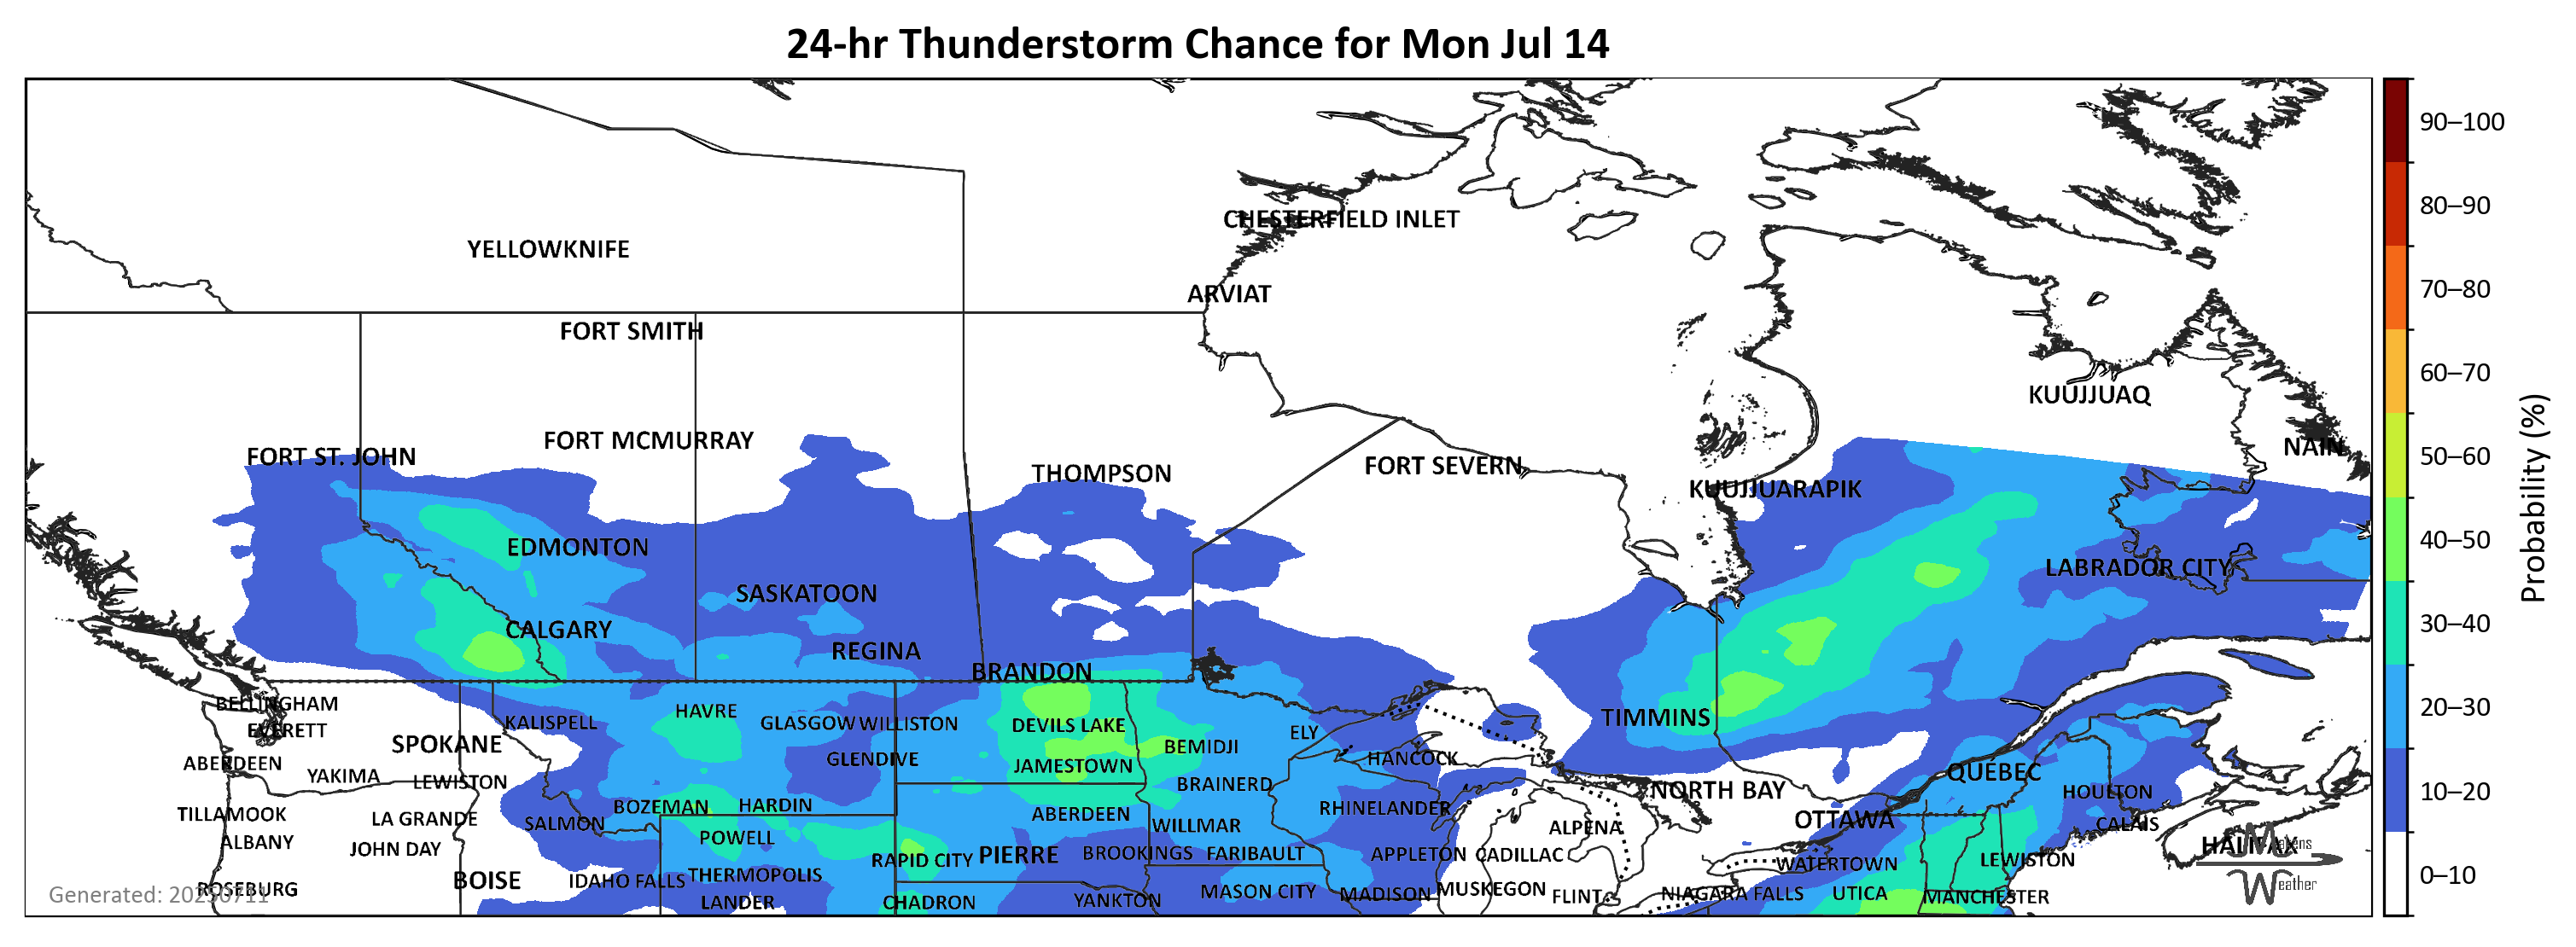 24-hr Thunderstorm Chance for Mon Jul 14
90–100
80–90
CHESTERFIELD INLET
YELLOWKNIFE
70–80
ARVIAT
FORT SMITH
60–70
KUUJJUAQ
FORT MCMURRAY
NAIN
FORT ST. JOHN
50–60
THOMPSON
FORT SEVERN
KUUJJUARAPIK
Probability (%)
EDMONTON
40–50
LABRADOR CITY
SASKATOON
CALGARY
30–40
REGINA
BRANDON
BELLINGHAM
HAVRE
20–30
KALISPELL
GLASGOW
WILLISTON
DEVILS LAKE
TIMMINS
EVERETT
ELY
SPOKANE
BEMIDJI
ABERDEEN
GLENDIVE
JAMESTOWN
HANCOCK
QUÉBEC
YAKIMA
LEWISTON
BRAINERD
NORTH BAY
HOULTON
10–20
TILLAMOOK
LA GRANDE
SALMON
BOZEMAN
HARDIN
ABERDEEN
WILLMAR
RHINELANDER
ALPENA
OTTAWA
CALAIS
ALBANY
JOHN DAY
POWELL
RAPID CITY
PIERRE
BROOKINGS
FARIBAULT
APPLETON
CADILLAC
WATERTOWN
LEWISTON
HALIFAX
Makens
Weather
ROSEBURG
BOISE
IDAHO FALLS
THERMOPOLIS
LANDER
CHADRON
YANKTON
MASON CITY
MADISON
MUSKEGON
FLINT
NIAGARA FALLS
UTICA
MANCHESTER
0–10
Generated: 20250711